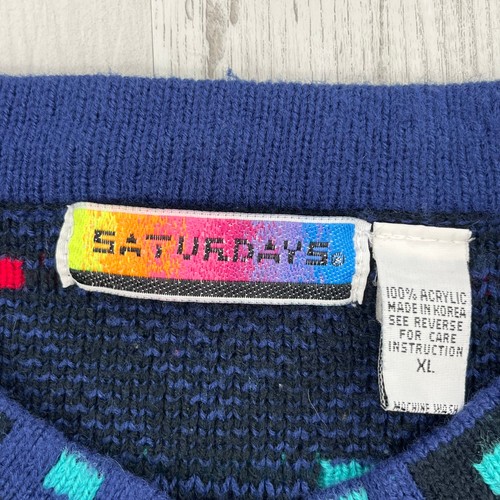 SATURDAYS
100% ACRYLIC
MADE IN KOREA
SEE REVERSE
FOR CARE
INSTRUCTION
XL
MACHINE WASH